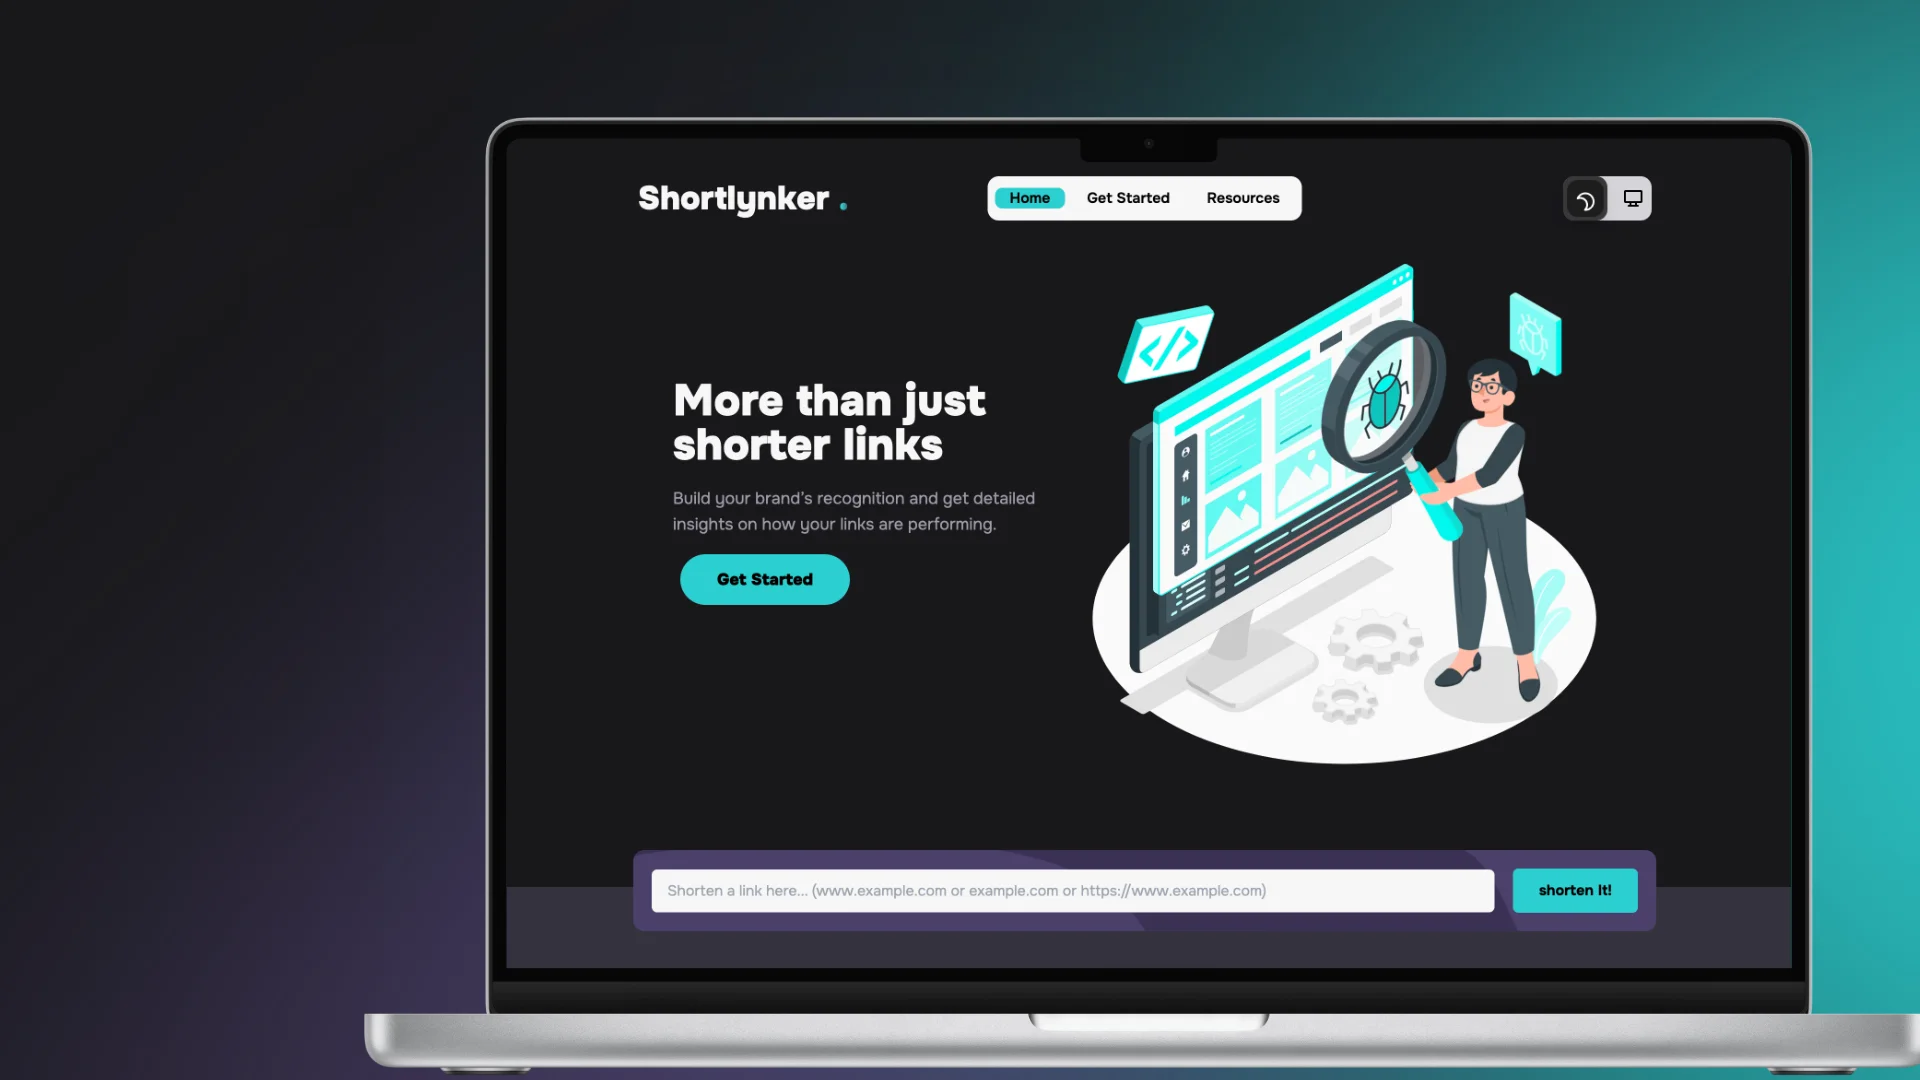 Shortlynker .
Home
Get Started
Resources
More than just
shorter links
Build your brand's recognition and get detailed
insights on how your links are performing.
Get Started
</>
Shorten a link here... (www.example.com or example.com or https://www.example.com)
shorten It!